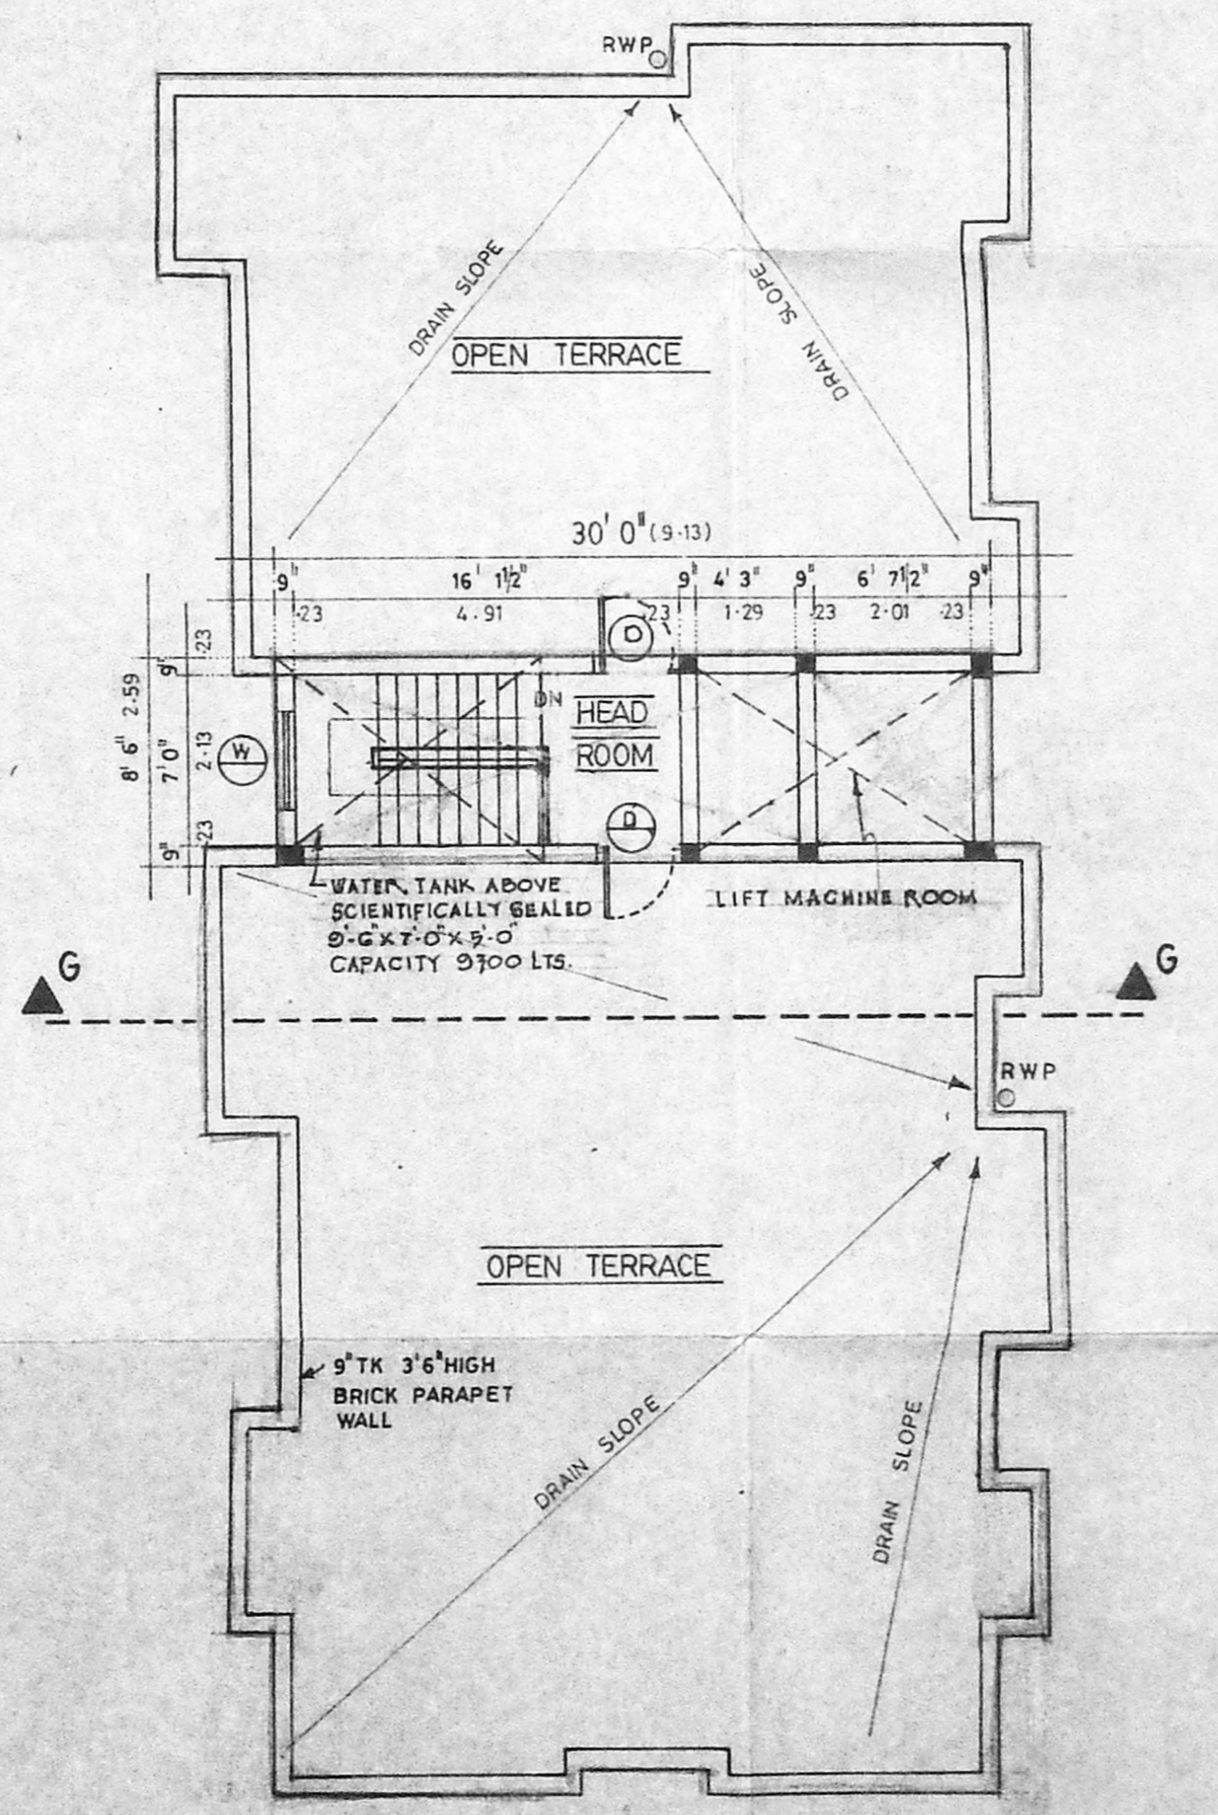 RWP
DRAIN SLOPE
DRAIN SLOPE
OPEN TERRACE
30' 0" (9.13)
9" 16' 1½" 9" 4' 3" 9" 6' 7½" 9"
.23 4.91 .23 1.29 .23 2.01 .23
8' 6" 2.59
9" 7' 0" 9"
.23 2.13 .23
D
W
DN
HEAD
ROOM
D
WATER TANK ABOVE
SCIENTIFICALLY SEALED
9'-6"X7'-0"X5'-0"
CAPACITY 9700 LTS.
LIFT MACHINE ROOM
G
G
RWP
OPEN TERRACE
9" TK 3'6" HIGH
BRICK PARAPET
WALL
DRAIN SLOPE
DRAIN SLOPE